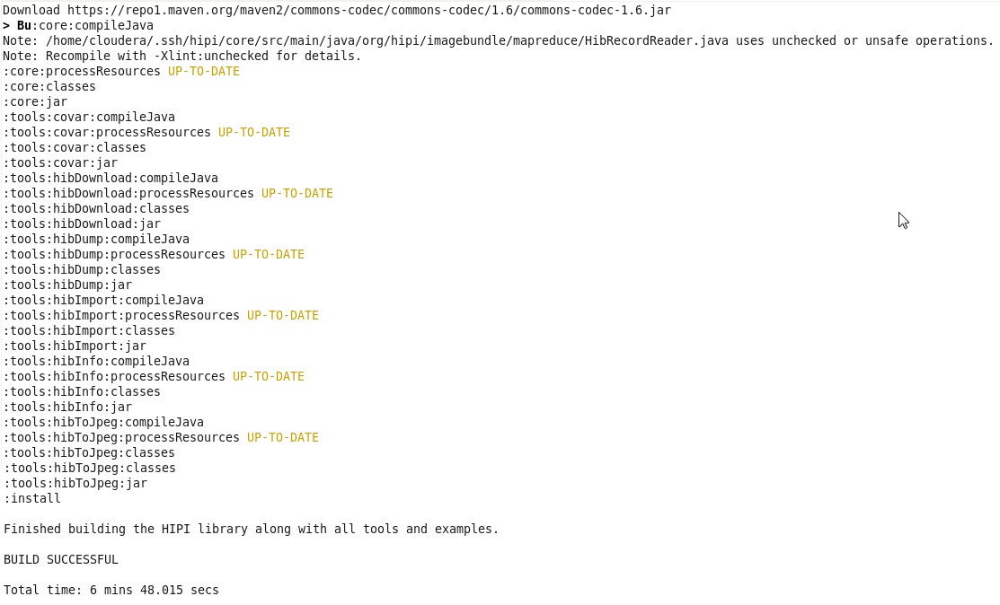 Download https://repo1.maven.org/maven2/commons-codec/commons-codec/1.6/commons-codec-1.6.jar
> Bu:core:compileJava
Note: /home/cloudera/.ssh/hipi/core/src/main/java/org/hipi/imagebundle/mapreduce/HibRecordReader.java uses unchecked or unsafe operations.
Note: Recompile with -Xlint:unchecked for details.
:core:processResources UP-TO-DATE
:core:classes
:core:jar
:tools:covar:compileJava
:tools:covar:processResources UP-TO-DATE
:tools:covar:classes
:tools:covar:jar
:tools:hibDownload:compileJava
:tools:hibDownload:processResources UP-TO-DATE
:tools:hibDownload:classes
:tools:hibDownload:jar
:tools:hibDump:compileJava
:tools:hibDump:processResources UP-TO-DATE
:tools:hibDump:classes
:tools:hibDump:jar
:tools:hibImport:compileJava
:tools:hibImport:processResources UP-TO-DATE
:tools:hibImport:classes
:tools:hibImport:jar
:tools:hibInfo:compileJava
:tools:hibInfo:processResources UP-TO-DATE
:tools:hibInfo:classes
:tools:hibInfo:jar
:tools:hibToJpeg:compileJava
:tools:hibToJpeg:processResources UP-TO-DATE
:tools:hibToJpeg:classes
:tools:hibToJpeg:classes
:tools:hibToJpeg:jar
:install
Finished building the HIPI library along with all tools and examples.
BUILD SUCCESSFUL
Total time: 6 mins 48.015 secs